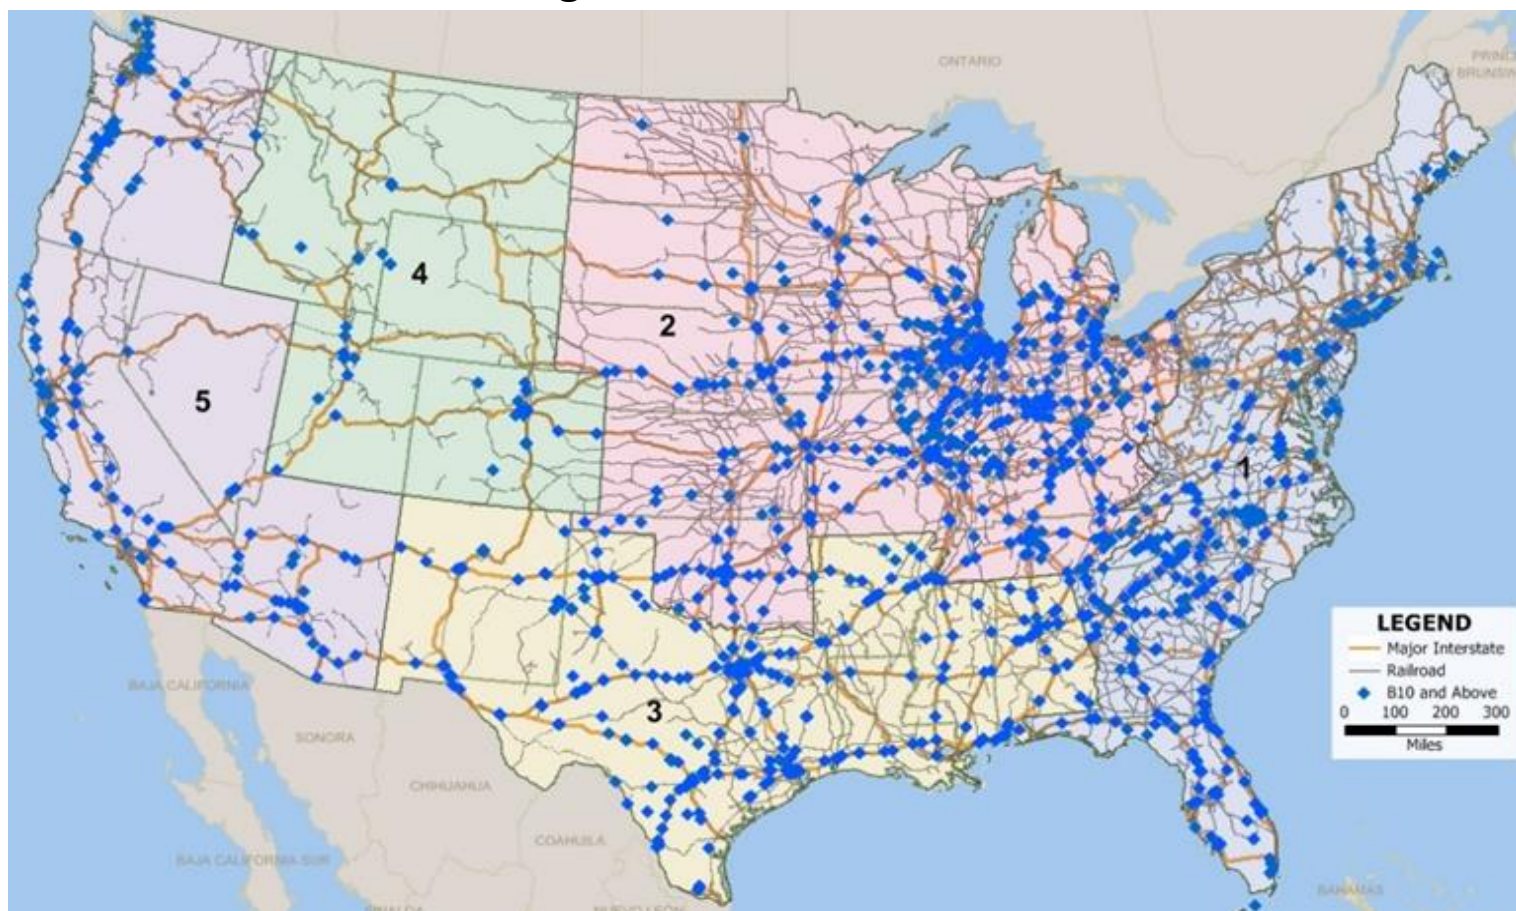 ONTARIO
4
2
5
1
3
LEGEND
Major Interstate
Railroad
B10 and Above
0 100 200 300
Miles
BAJA CALIFORNIA
SONORA
CHIHUAHUA
COAHUILA
BAJA CALIFORNIA SUR
BAHAMAS